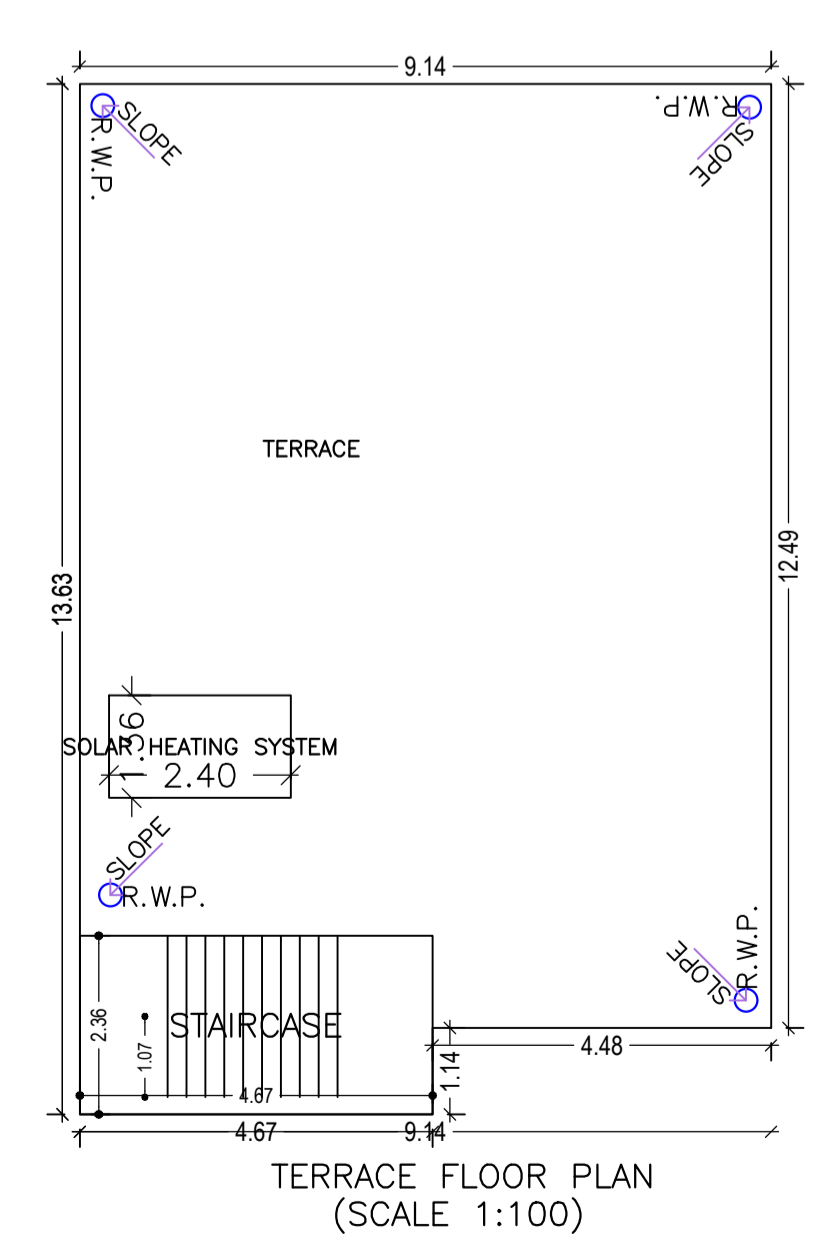 9.14
SLOPE
R.W.P.
R.W.P.
SLOPE
TERRACE
12.49
13.63
1.36
SOLAR HEATING SYSTEM
2.40
SLOPE
R.W.P.
R.W.P.
SLOPE
2.36
STAIRCASE
1.07
4.67
4.48
1.14
4.67
9.14
TERRACE FLOOR PLAN
(SCALE 1:100)